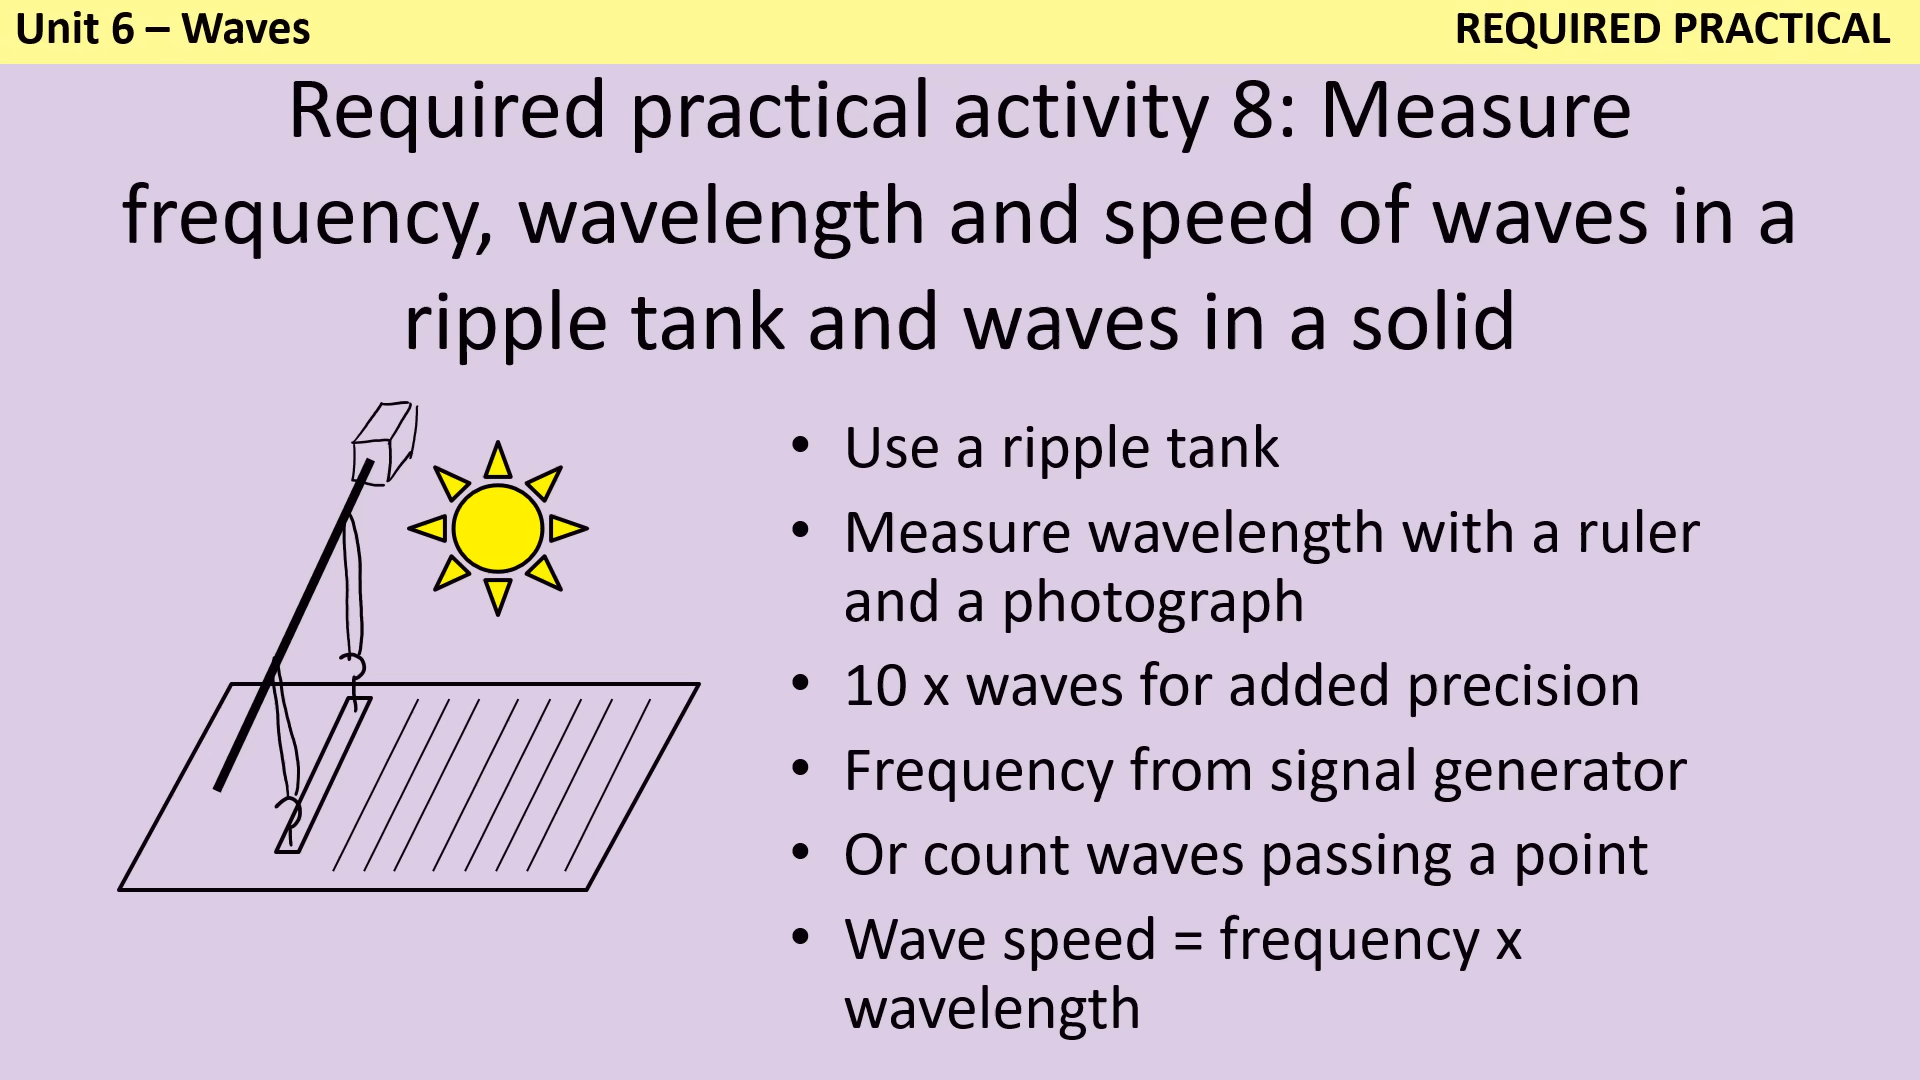 Unit 6 – Waves
REQUIRED PRACTICAL
Required practical activity 8: Measure
frequency, wavelength and speed of waves in a
ripple tank and waves in a solid
• Use a ripple tank
• Measure wavelength with a ruler
and a photograph
• 10 x waves for added precision
• Frequency from signal generator
• Or count waves passing a point
• Wave speed = frequency x
wavelength